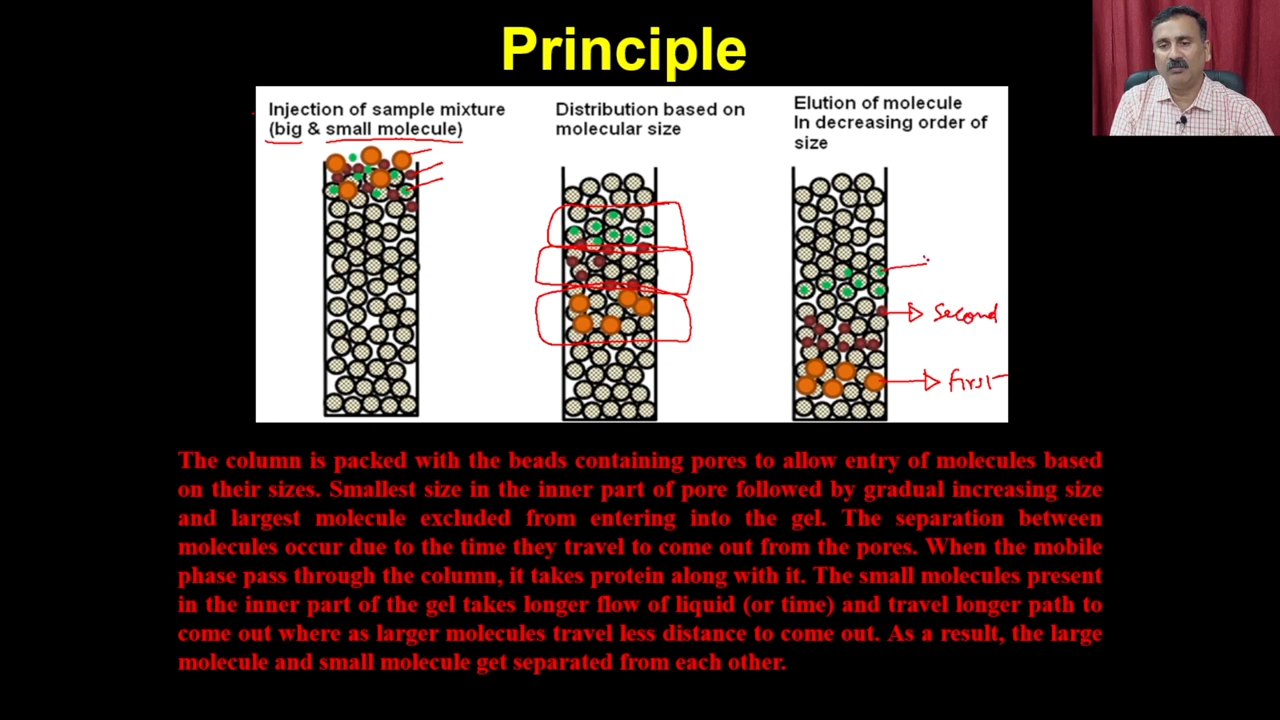 Principle
Injection of sample mixture
(big & small molecule)
Distribution based on
molecular size
Elution of molecule
In decreasing order of
size
Second
first
The column is packed with the beads containing pores to allow entry of molecules based
on their sizes. Smallest size in the inner part of pore followed by gradual increasing size
and largest molecule excluded from entering into the gel. The separation between
molecules occur due to the time they travel to come out from the pores. When the mobile
phase pass through the column, it takes protein along with it. The small molecules present
in the inner part of the gel takes longer flow of liquid (or time) and travel longer path to
come out where as larger molecules travel less distance to come out. As a result, the large
molecule and small molecule get separated from each other.